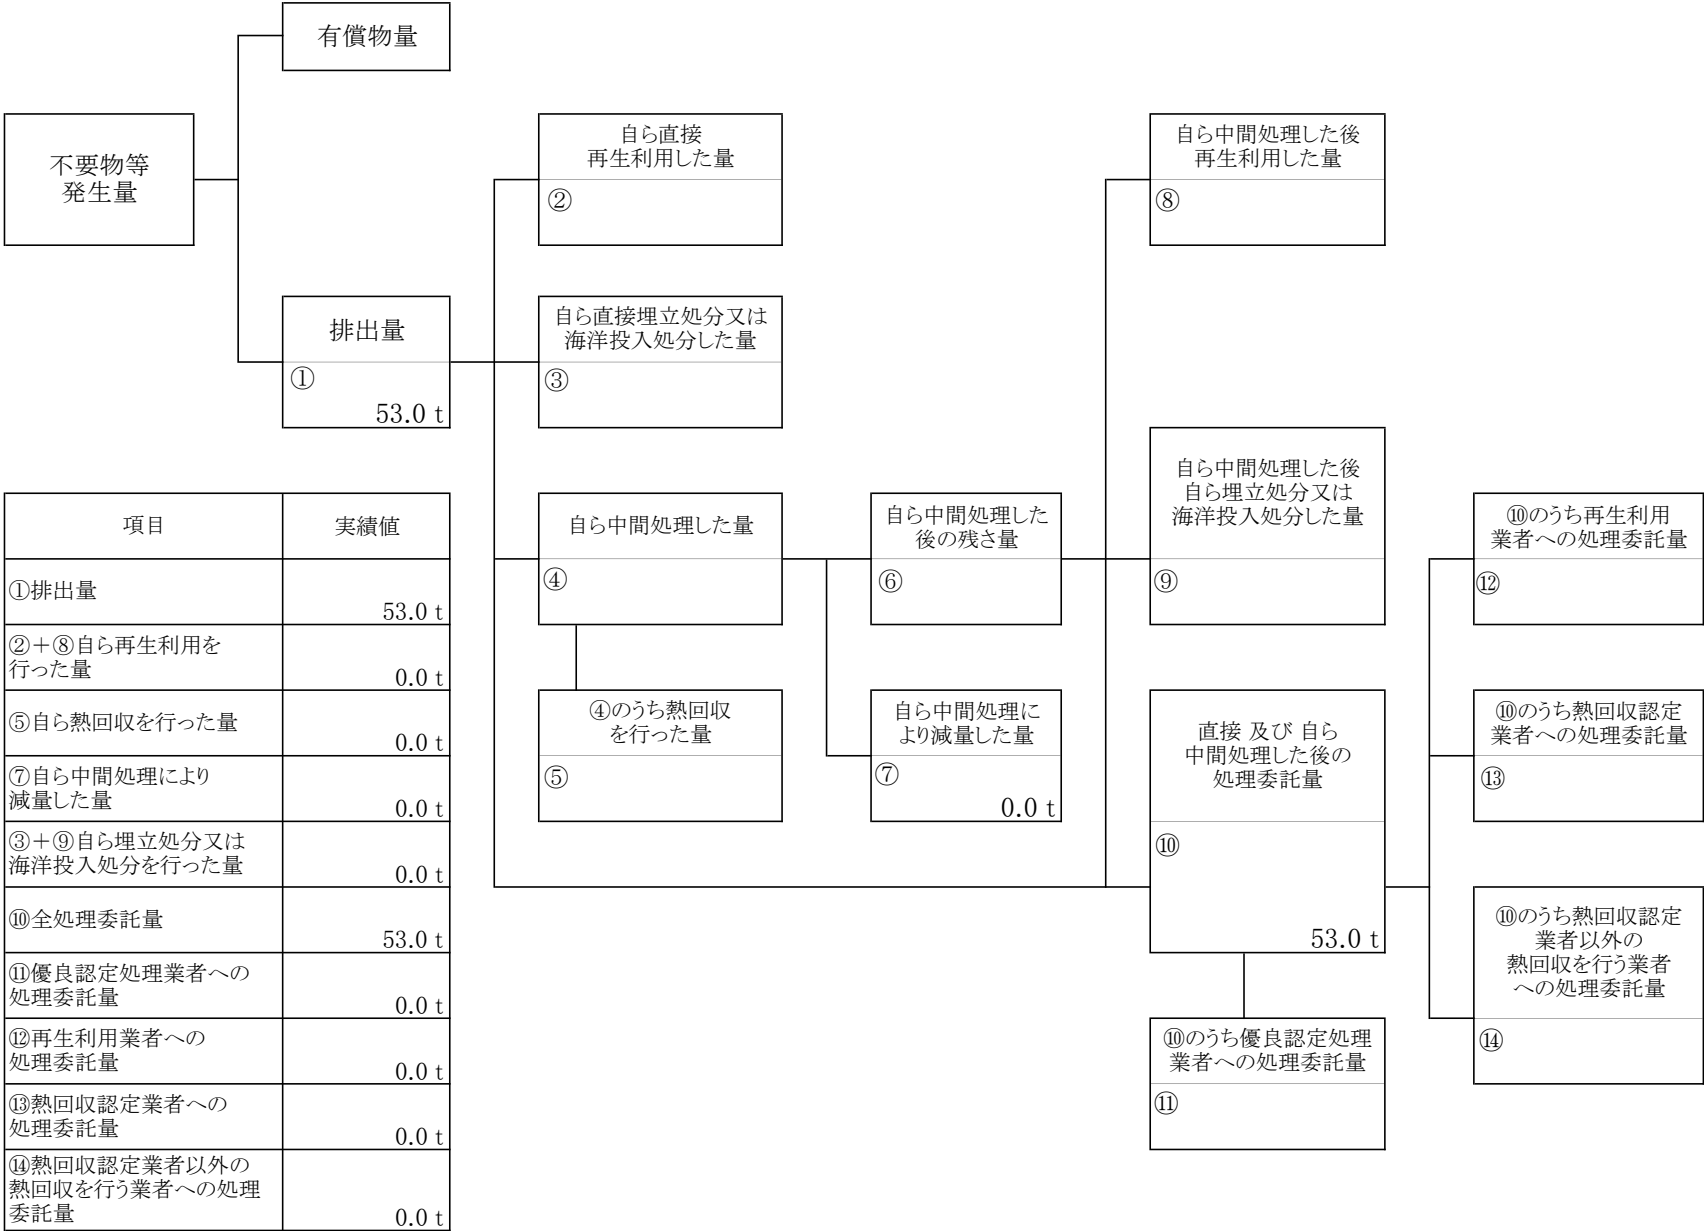 有償物量
不要物等
発生量
自ら直接
再生利用した量
②
自ら中間処理した後
再生利用した量
⑧
排出量
①
53.0 t
自ら直接埋立処分又は
海洋投入処分した量
③
自ら中間処理した量
④
自ら中間処理した
後の残さ量
⑥
自ら中間処理した後
自ら埋立処分又は
海洋投入処分した量
⑨
⑩のうち再生利用
業者への処理委託量
⑫
④のうち熱回収
を行った量
⑤
自ら中間処理に
より減量した量
⑦
0.0 t
直接 及び 自ら
中間処理した後の
処理委託量
⑩
53.0 t
⑩のうち熱回収認定
業者への処理委託量
⑬
⑩のうち熱回収認定
業者以外の
熱回収を行う業者
への処理委託量
⑭
⑩のうち優良認定処理
業者への処理委託量
⑪
項目
実績値
①排出量
53.0 t
②＋⑧自ら再生利用を
行った量
0.0 t
⑤自ら熱回収を行った量
0.0 t
⑦自ら中間処理により
減量した量
0.0 t
③＋⑨自ら埋立処分又は
海洋投入処分を行った量
0.0 t
⑩全処理委託量
53.0 t
⑪優良認定処理業者への
処理委託量
0.0 t
⑫再生利用業者への
処理委託量
0.0 t
⑬熱回収認定業者への
処理委託量
0.0 t
⑭熱回収認定業者以外の
熱回収を行う業者への処理
委託量
0.0 t